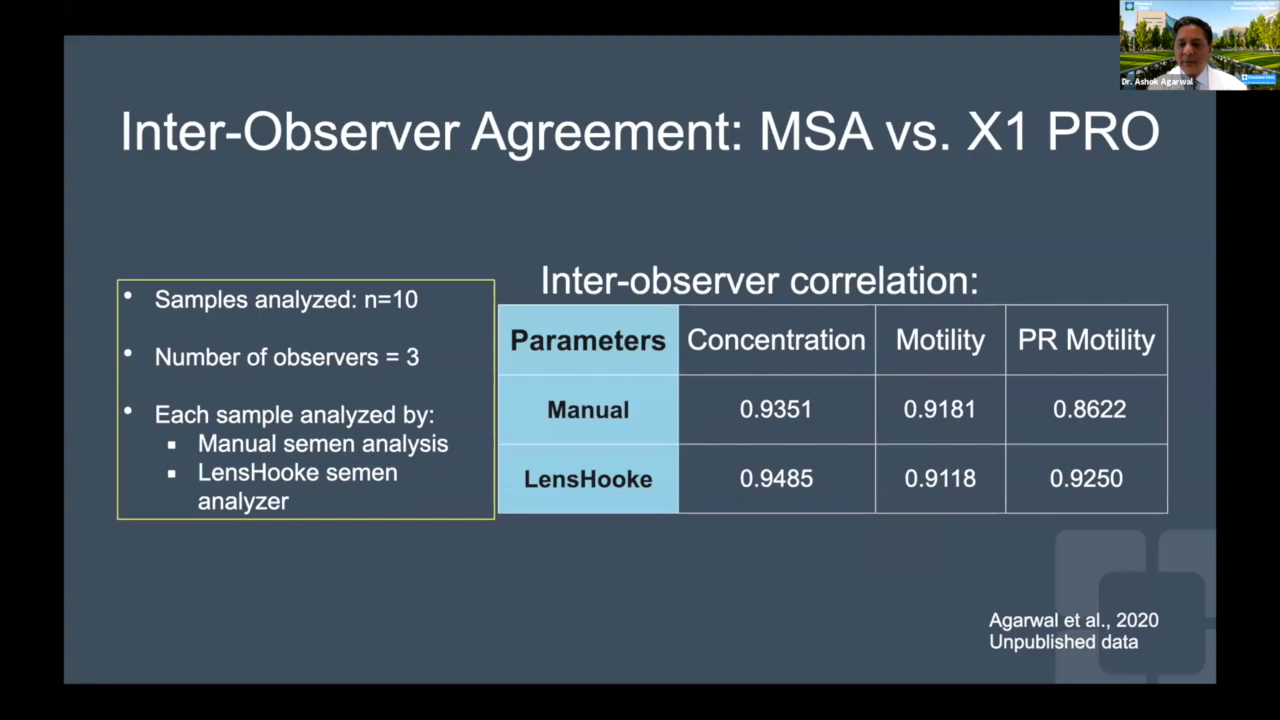 Dr. Ashok Agarwal
Inter-Observer Agreement: MSA vs. X1 PRO
• Samples analyzed: n=10
• Number of observers = 3
• Each sample analyzed by:
▪ Manual semen analysis
▪ LensHooke semen
analyzer
Inter-observer correlation:
Parameters Concentration Motility PR Motility
Manual 0.9351 0.9181 0.8622
LensHooke 0.9485 0.9118 0.9250
Agarwal et al., 2020
Unpublished data